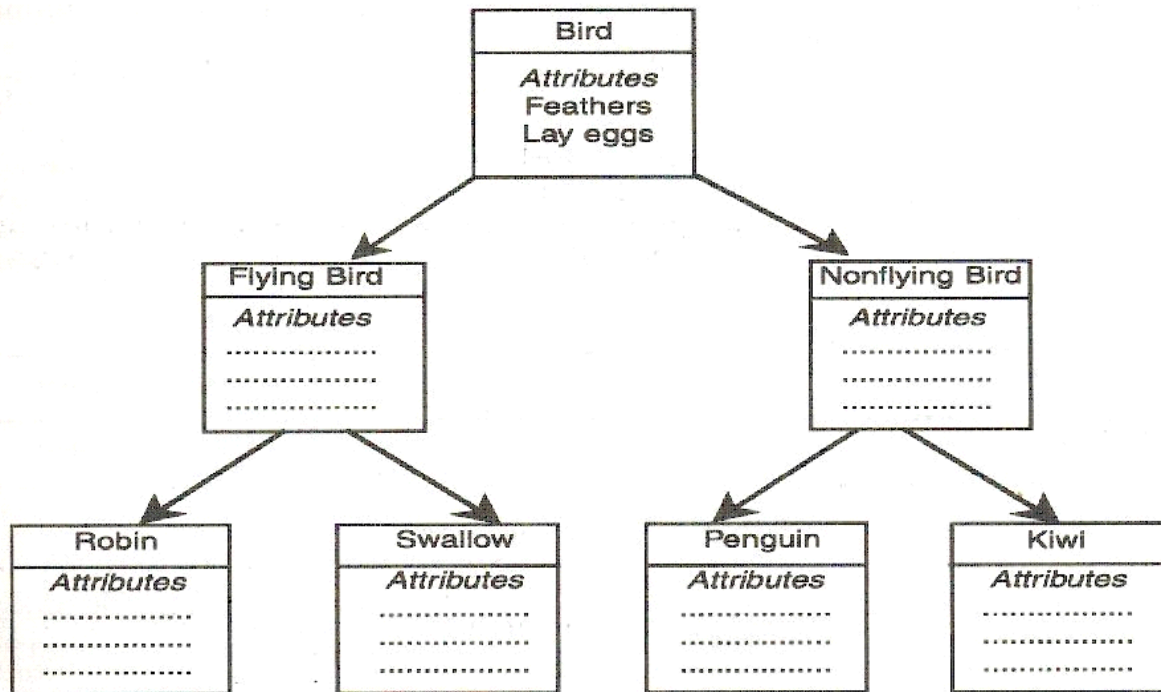 Bird
Attributes
Feathers
Lay eggs
Flying Bird
Attributes
...............
...............
...............
Nonflying Bird
Attributes
...............
...............
...............
Robin
Attributes
...............
...............
...............
Swallow
Attributes
...............
...............
...............
Penguin
Attributes
...............
...............
...............
Kiwi
Attributes
...............
...............
...............